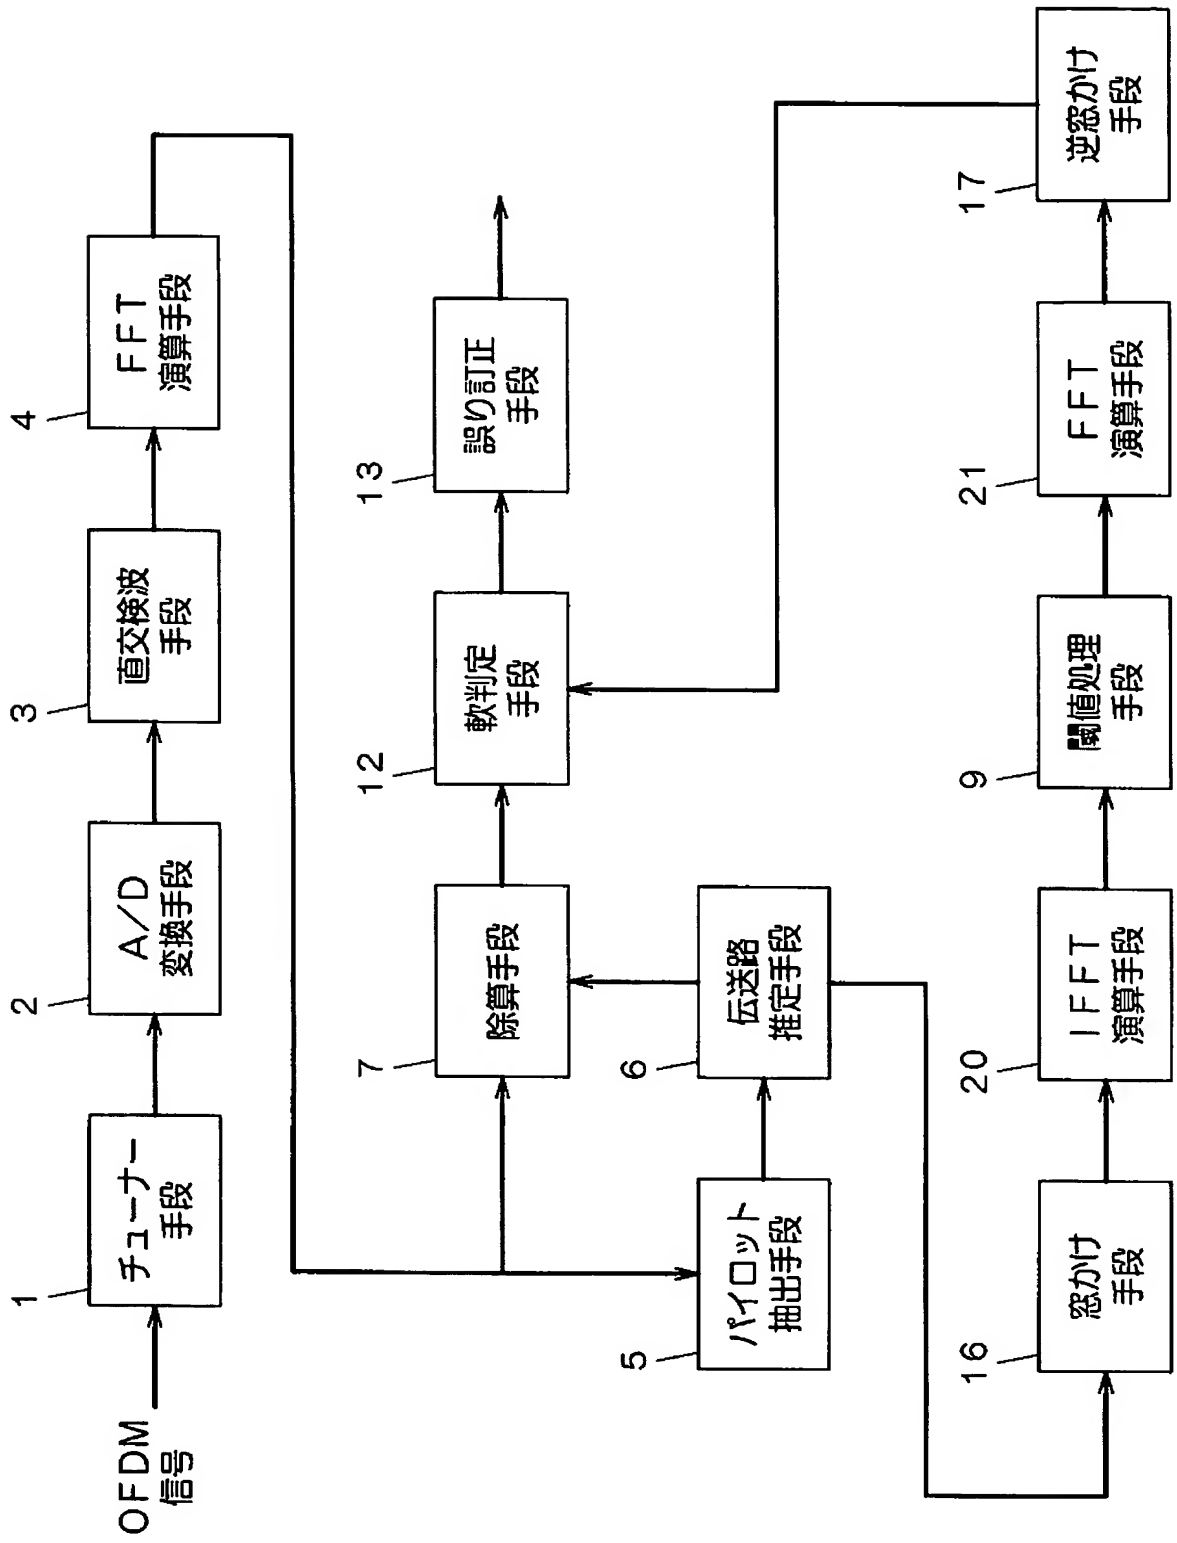 OFDM
信号
1
チューナー
手段
2
A/D
変換手段
3
直交検波
手段
4
FFT
演算手段
7
除算手段
12
軟判定
手段
13
誤り訂正
手段
5
パイロット
抽出手段
6
伝送路
推定手段
16
窓かけ
手段
20
IFFT
演算手段
9
閾値処理
手段
21
FFT
演算手段
17
逆窓かけ
手段